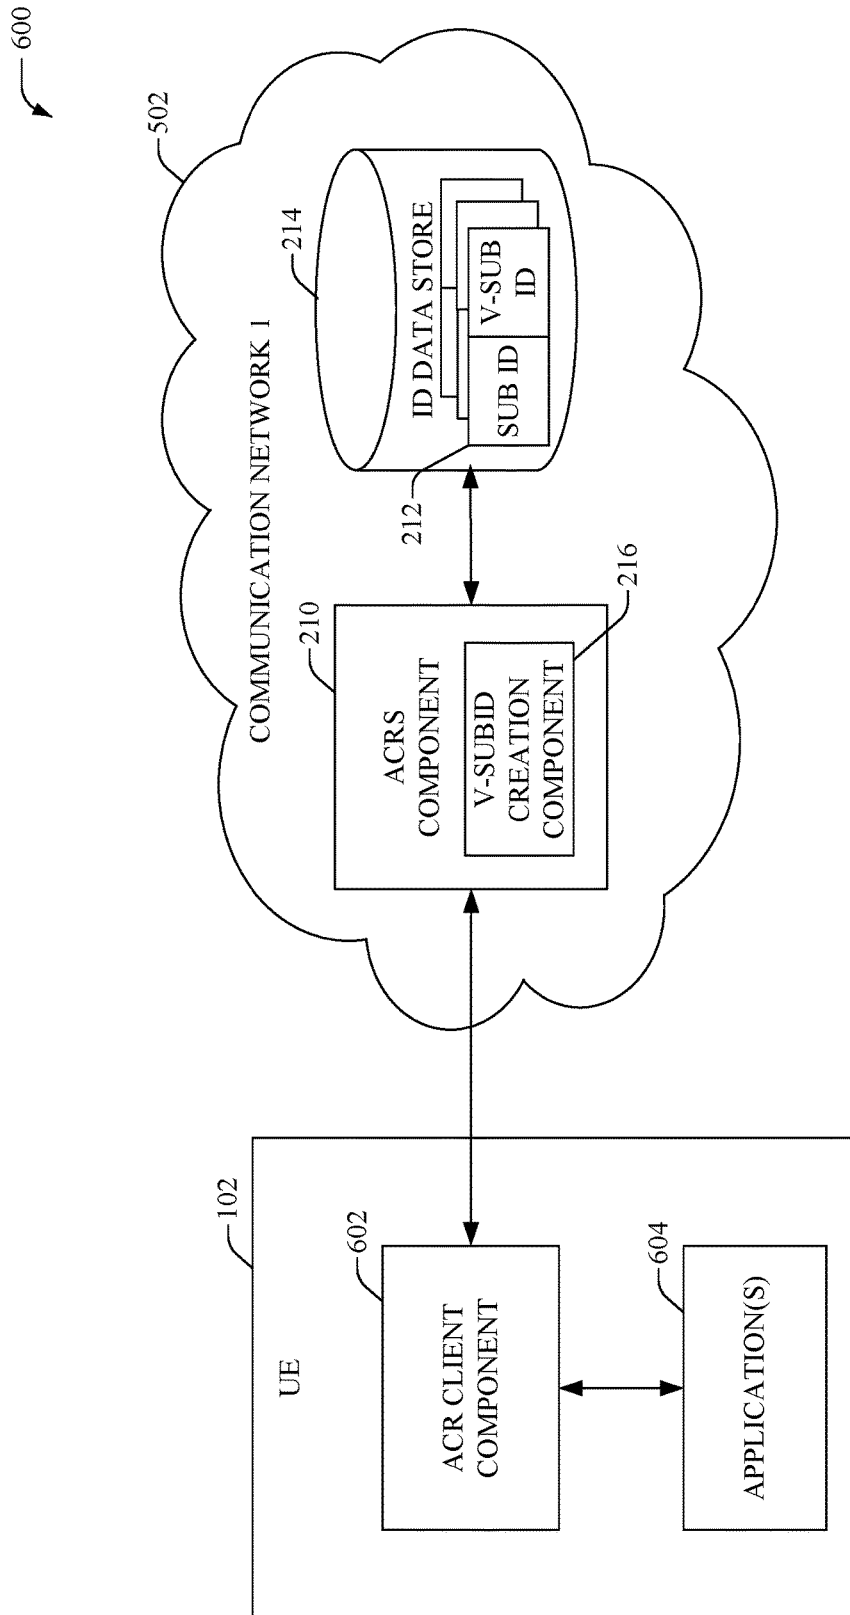 600
502
COMMUNICATION NETWORK 1
214
ID DATA STORE
SUB ID
V-SUB
ID
212
210
ACRS
COMPONENT
V-SUBID
CREATION
COMPONENT
216
102
UE
602
ACR CLIENT
COMPONENT
604
APPLICATION(S)